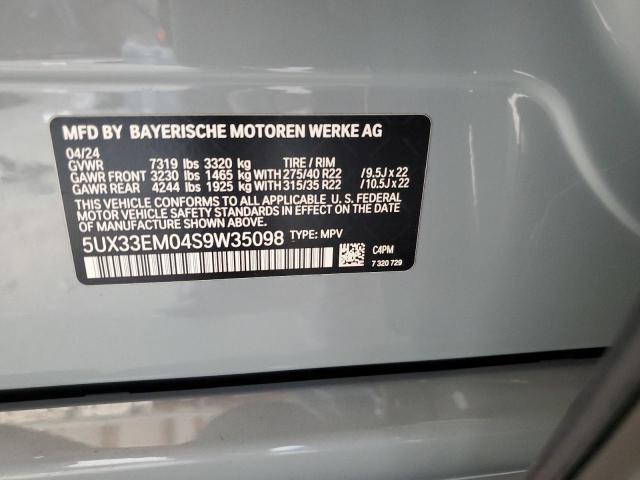 MFD BY BAYERISCHE MOTOREN WERKE AG
04/24
GVWR 7319 lbs 3320 kg TIRE / RIM
GAWR FRONT 3230 lbs 1465 kg WITH 275/40 R22 / 9.5J x 22
GAWR REAR 4244 lbs 1925 kg WITH 315/35 R22 / 10.5J x 22
THIS VEHICLE CONFORMS TO ALL APPLICABLE U.S. FEDERAL
MOTOR VEHICLE SAFETY STANDARDS IN EFFECT ON THE DATE OF
MANUFACTURE SHOWN ABOVE.
5UX33EM04S9W35098 TYPE: MPV
C4PM
7 320 729